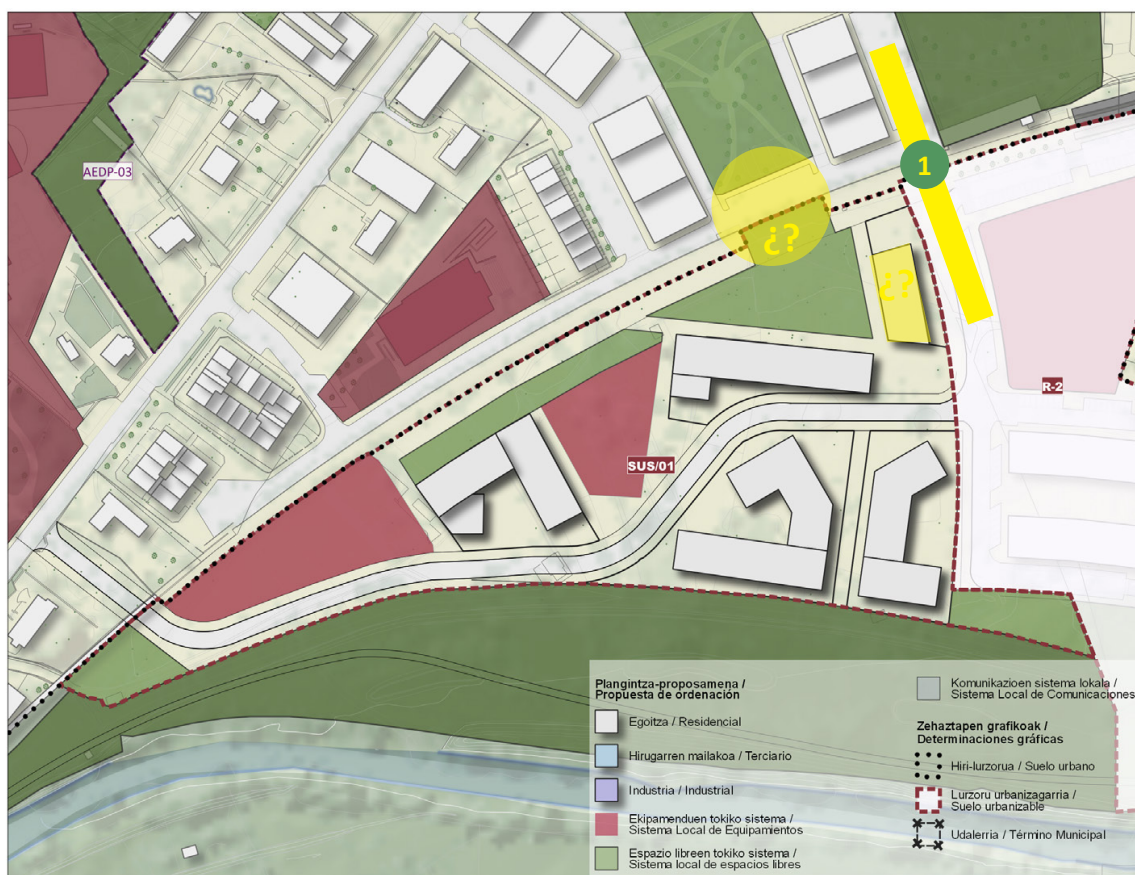 AEDP-03
1
¿?
¿?
R-2
SUS/01
Plangintza-proposamena /
Propuesta de ordenación
Egoitza / Residencial
Hirugarren mailakoa / Terciario
Industria / Industrial
Ekipamenduen tokiko sistema /
Sistema Local de Equipamientos
Espazio libreen tokiko sistema /
Sistema local de espacios libres
Komunikazioen sistema lokala /
Sistema Local de Comunicaciones
Zehaztapen grafikoak /
Determinaciones gráficas
Hiri-lurzorua / Suelo urbano
Lurzoru urbanizagarria /
Suelo urbanizable
Udalerria / Término Municipal